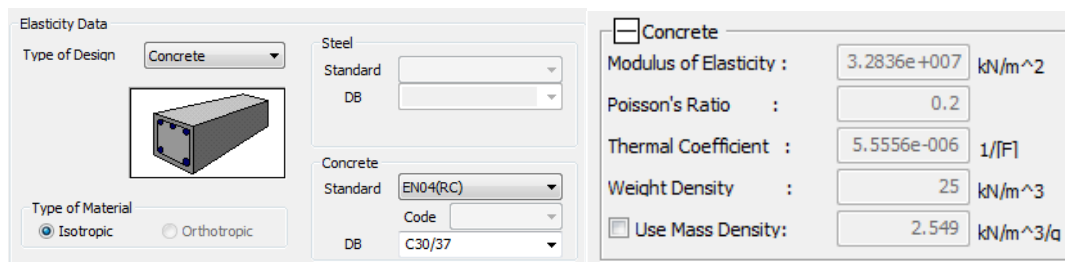 Elasticity Data
Type of Design Concrete
Steel
Standard
DB
Concrete
Standard EN04(RC)
Code
DB C30/37
Type of Material
Isotropic Orthotropic
Concrete
Modulus of Elasticity : 3.2836e+007 kN/m^2
Poisson's Ratio : 0.2
Thermal Coefficient : 5.5556e-006 1/[F]
Weight Density : 25 kN/m^3
Use Mass Density: 2.549 kN/m^3/g